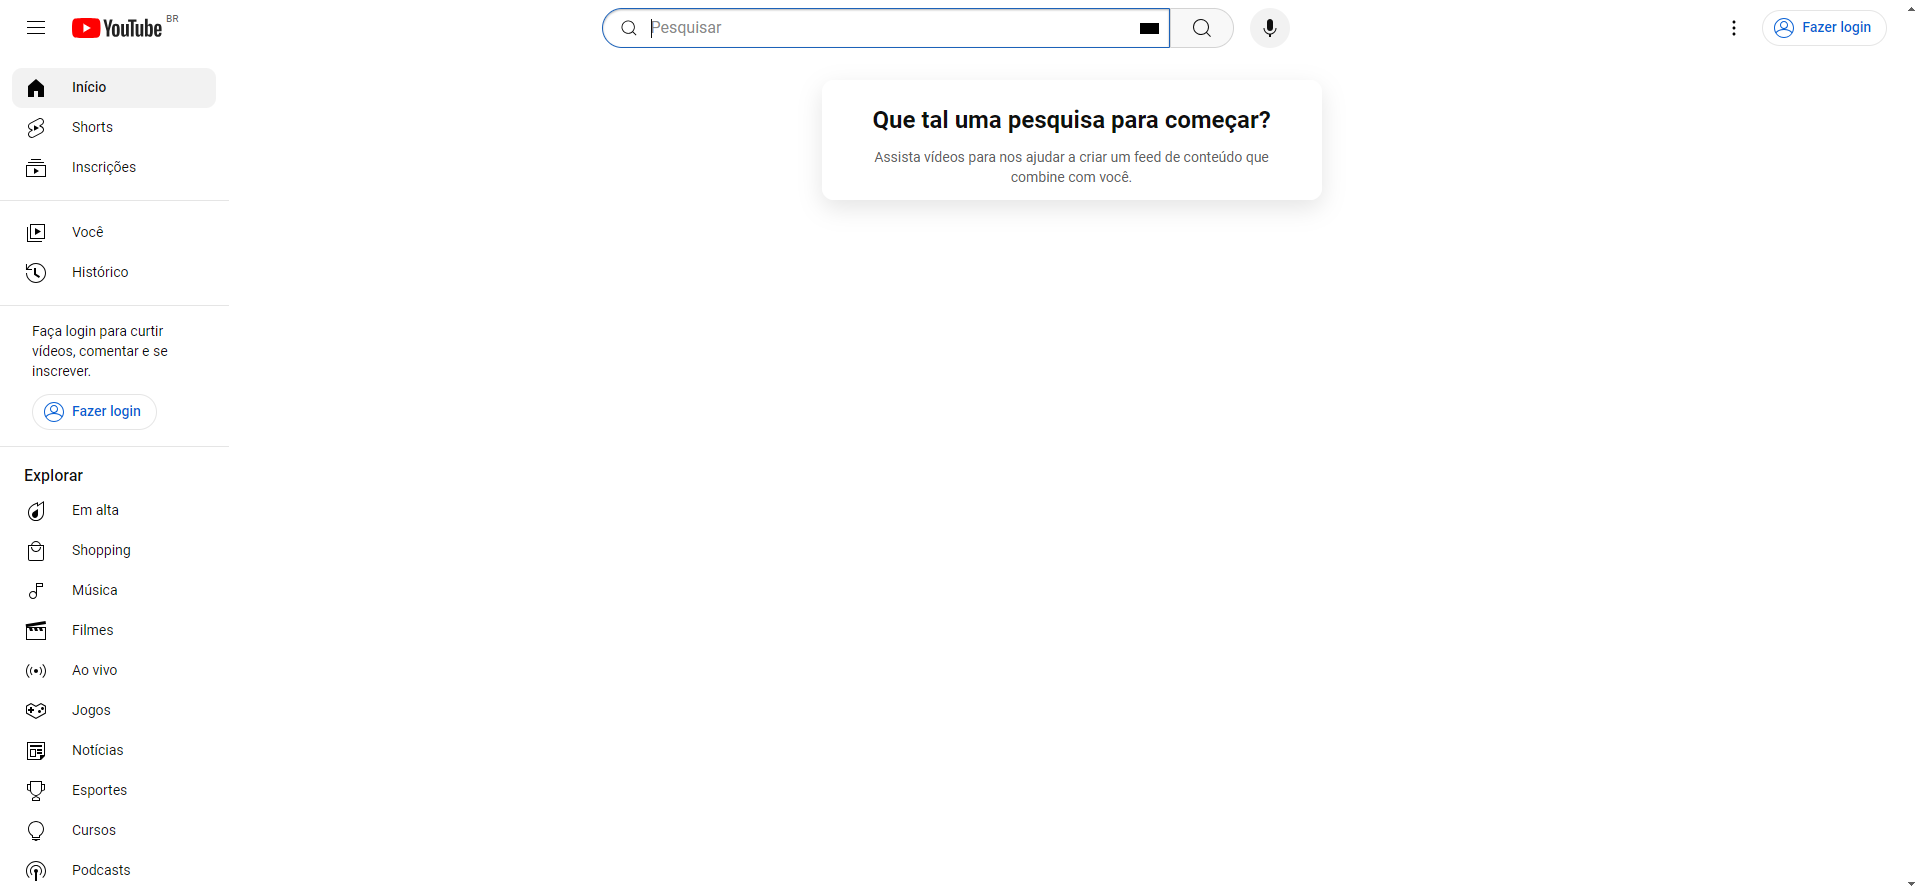 YouTube BR
Pesquisar
Fazer login
Início
Shorts
Inscrições
Você
Histórico
Faça login para curtir
vídeos, comentar e se
inscrever.
Fazer login
Explorar
Em alta
Shopping
Música
Filmes
Ao vivo
Jogos
Notícias
Esportes
Cursos
Podcasts
Que tal uma pesquisa para começar?
Assista vídeos para nos ajudar a criar um feed de conteúdo que
combine com você.